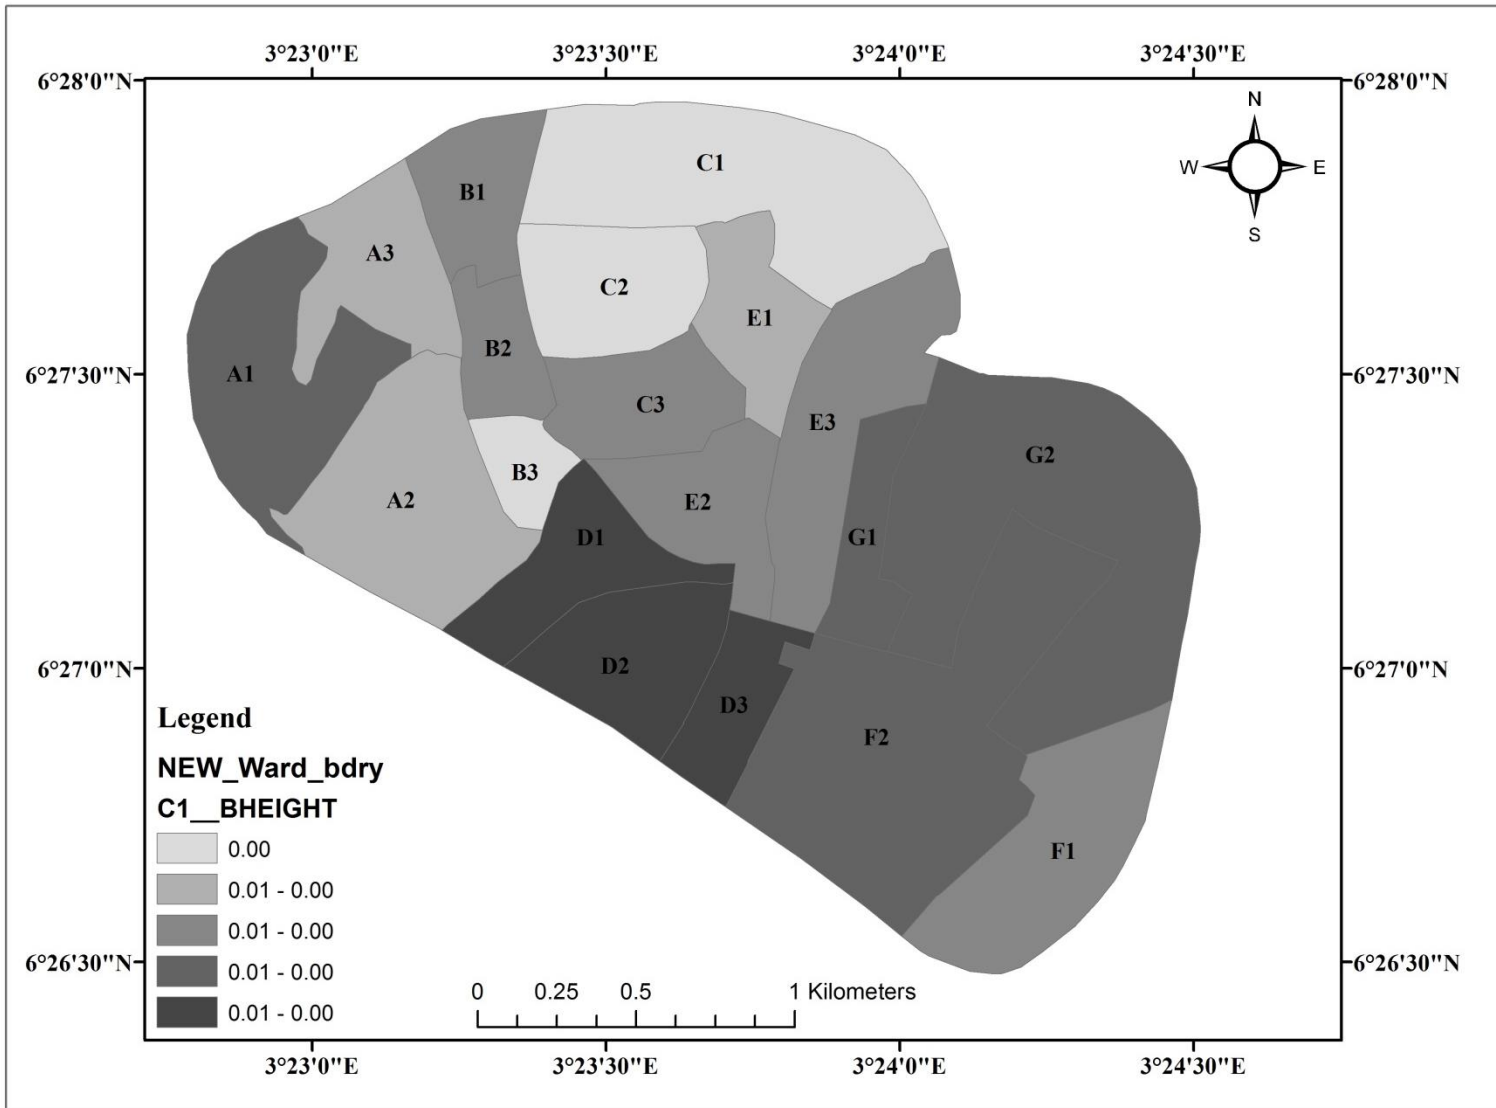 3°23'0"E 3°23'30"E 3°24'0"E 3°24'30"E
6°28'0"N 6°28'0"N
N
W E
S
C1
B1
A3
C2
E1
B2
6°27'30"N A1 6°27'30"N
C3
E3
G2
B3
A2 E2
D1 G1
6°27'0"N D2 6°27'0"N
D3
F2
F1
Legend
NEW_Ward_bdry
C1__BHEIGHT
0.00
0.01 - 0.00
0.01 - 0.00
0.01 - 0.00
0.01 - 0.00
6°26'30"N 6°26'30"N
0 0.25 0.5 1 Kilometers
3°23'0"E 3°23'30"E 3°24'0"E 3°24'30"E